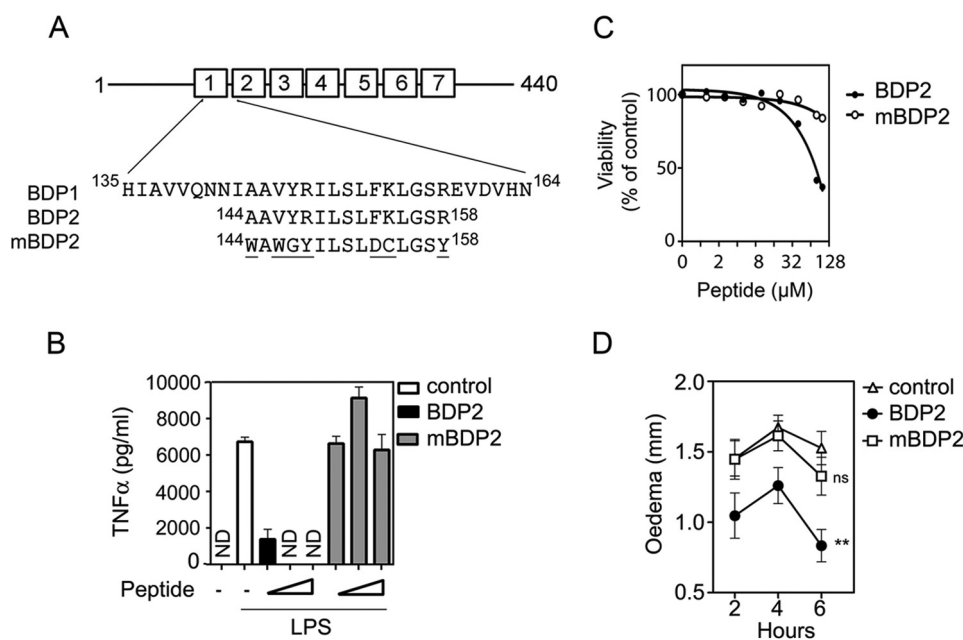 A
1 1 2 3 4 5 6 7 440
135 HIAVVQNNIAAVYRILSLFKLGSREVDVHN 164
BDP1
BDP2 144 AAVYRILSLFKLGSR 158
mBDP2 144 WAWGYILSLDCLGSY 158
B
TNFα (pg/ml)
10000
8000
6000
4000
2000
0
ND
ND
ND
control
BDP2
mBDP2
Peptide - -
LPS
C
Viability
(% of control)
100
50
0
0 2 8 32 128
Peptide (μM)
BDP2
mBDP2
D
Oedema (mm)
2.0
1.5
1.0
0.5
2 4 6
Hours
control
BDP2
mBDP2
ns
**